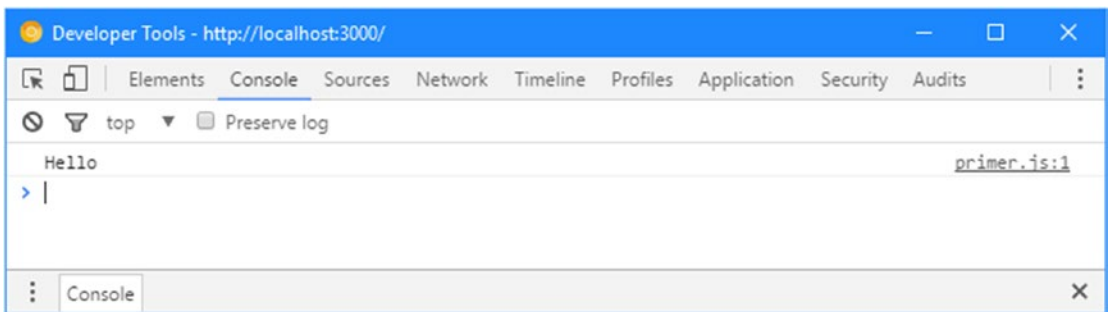 Developer Tools - http://localhost:3000/
Elements Console Sources Network Timeline Profiles Application Security Audits
top Preserve log
Hello primer.js:1
>
Console